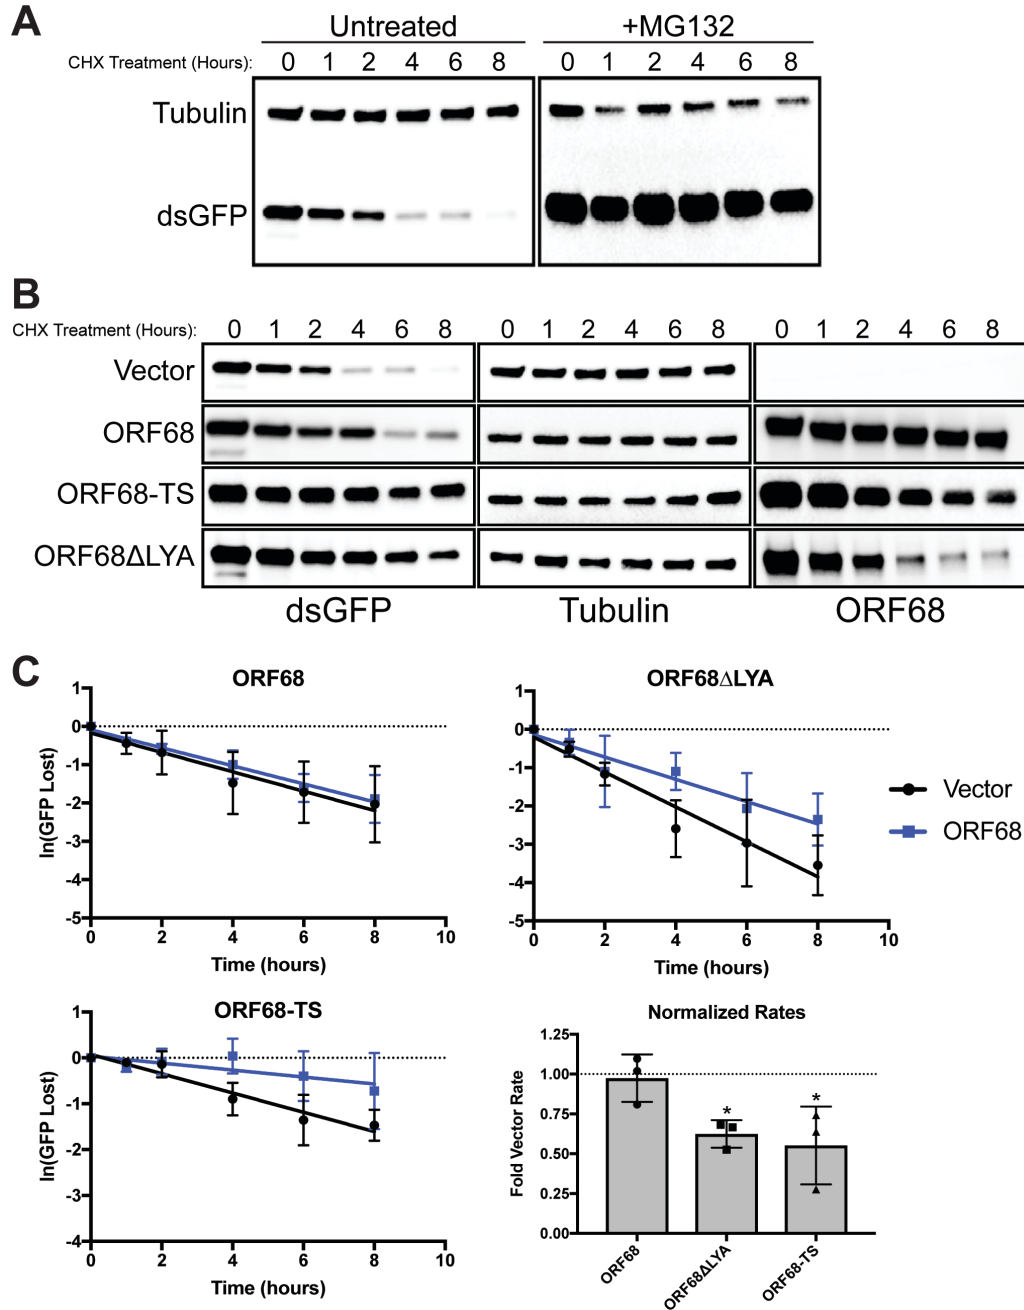 A
Untreated +MG132
CHX Treatment (Hours): 0 1 2 4 6 8 0 1 2 4 6 8
Tubulin
dsGFP
B
CHX Treatment (Hours): 0 1 2 4 6 8 0 1 2 4 6 8 0 1 2 4 6 8
Vector
ORF68
ORF68-TS
ORF68ΔLYA
dsGFP Tubulin ORF68
C
ORF68
ln(GFP Lost)
1
0
-1
-2
-3
-4
-5
0 2 4 6 8 10
Time (hours)
ORF68ΔLYA
1
0
-1
-2
-3
-4
-5
0 2 4 6 8 10
Time (hours)
Vector
ORF68
ORF68-TS
ln(GFP Lost)
1
0
-1
-2
-3
-4
0 2 4 6 8 10
Time (hours)
Normalized Rates
Fold Vector Rate
1.25
1.00
0.75
0.50
0.25
0.00
* *
ORF68 ORF68ΔLYA ORF68-TS